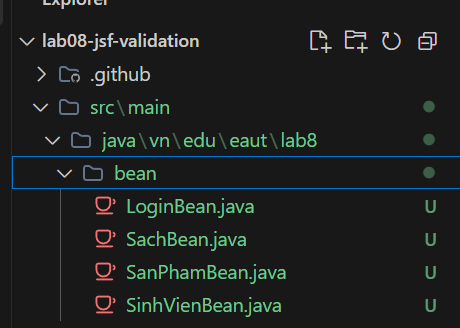 Explorer
lab08-jsf-validation
.github
src\main
java\vn\edu\eaut\lab8
bean
LoginBean.java U
SachBean.java U
SanPhamBean.java U
SinhVienBean.java U